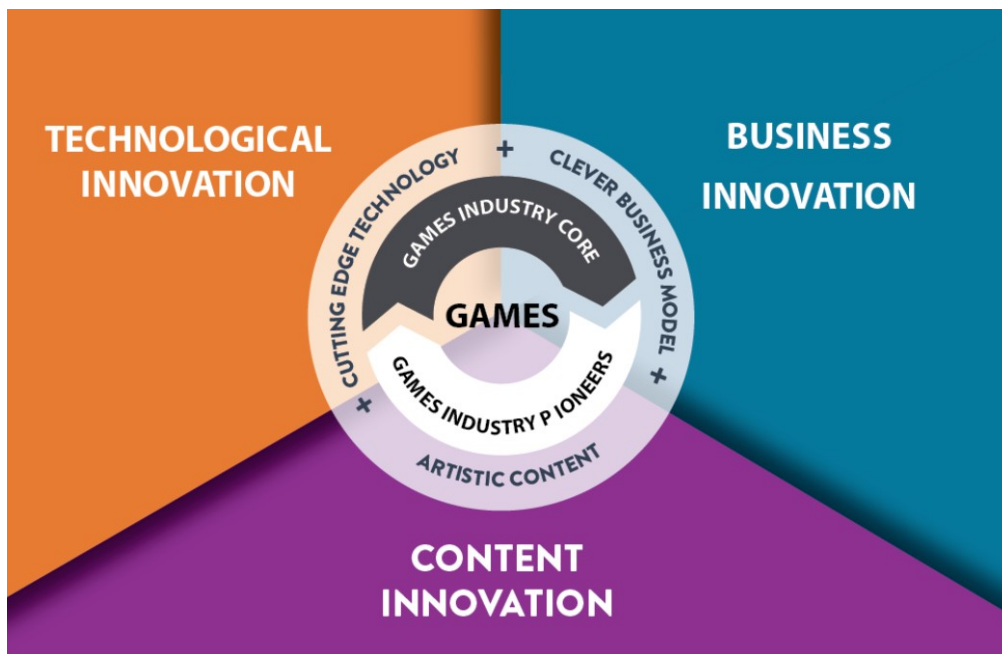 TECHNOLOGICAL
INNOVATION
BUSINESS
INNOVATION
CUTTING EDGE TECHNOLOGY
+
CLEVER BUSINESS MODEL
+
ARTISTIC CONTENT
+
GAMES INDUSTRY CORE
GAMES
GAMES INDUSTRY P IONEERS
CONTENT
INNOVATION